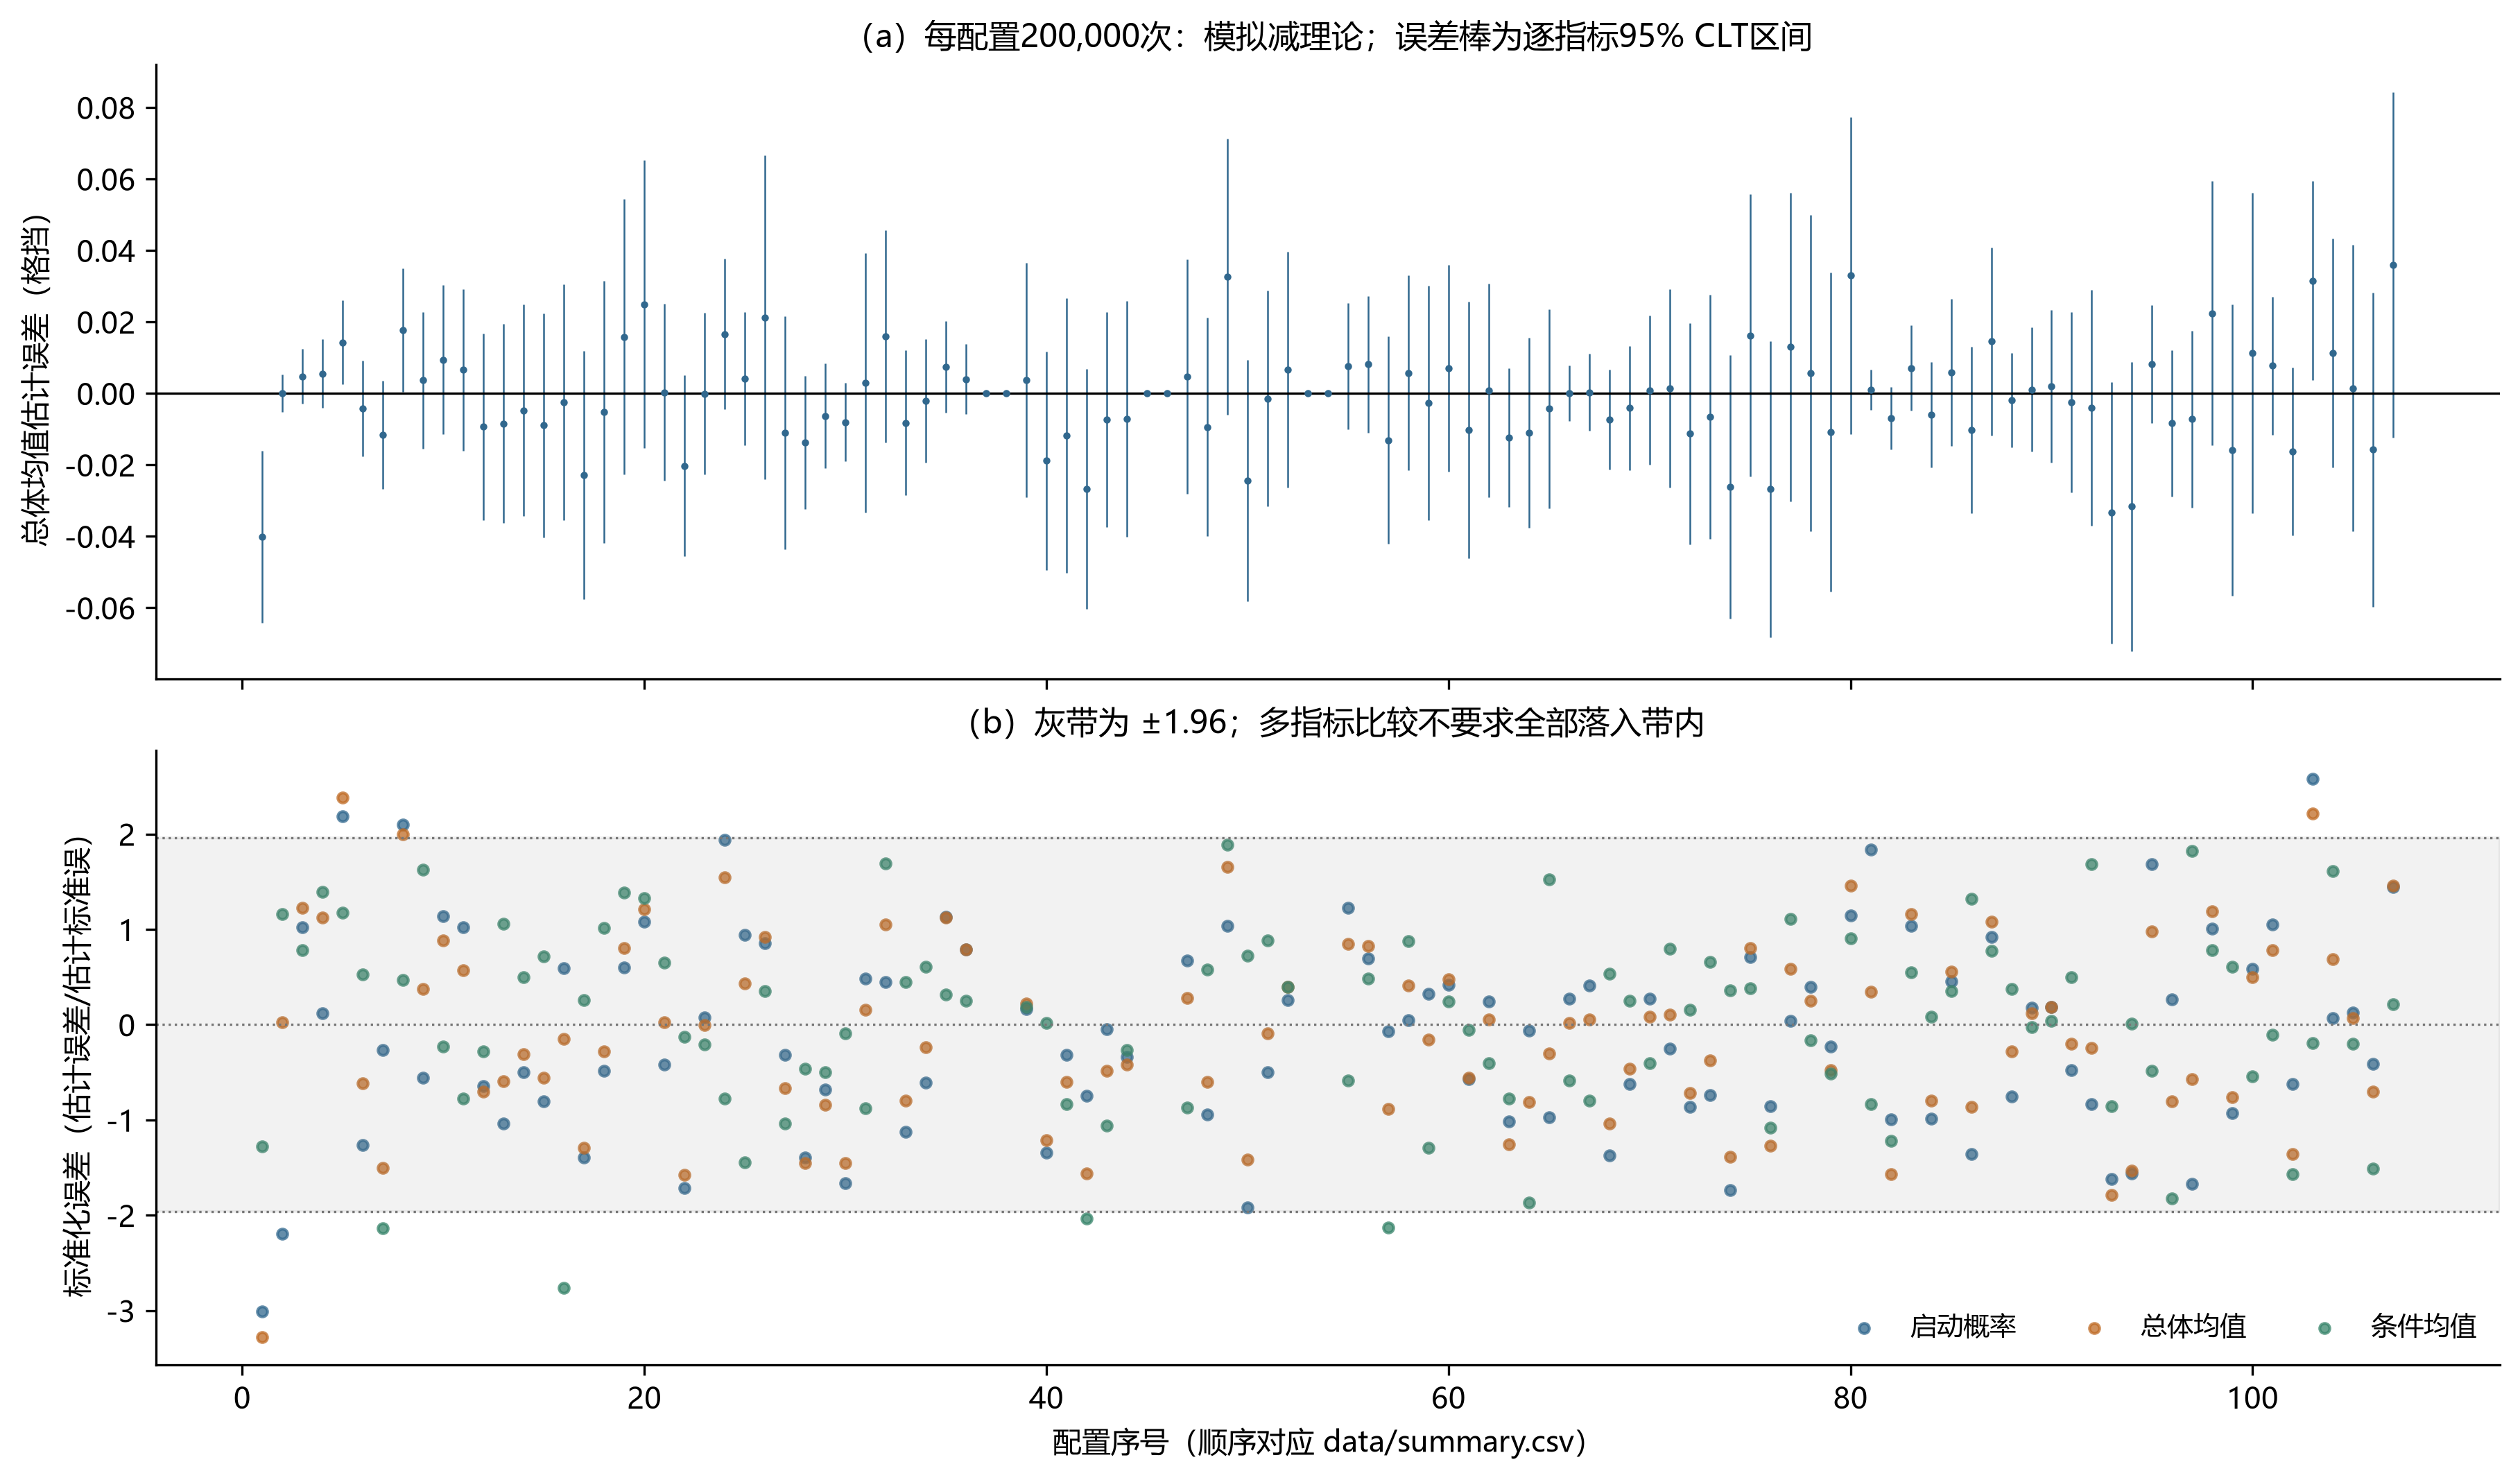 （a）每配置200,000次：模拟减理论；误差棒为逐指标95% CLT区间
总体均值估计误差（格挡）
0.08
0.06
0.04
0.02
0.00
-0.02
-0.04
-0.06
（b）灰带为 ±1.96；多指标比较不要求全部落入带内
标准化误差（估计误差/估计标准误）
2
1
0
-1
-2
-3
启动概率 总体均值 条件均值
0 20 40 60 80 100
配置序号（顺序对应 data/summary.csv）